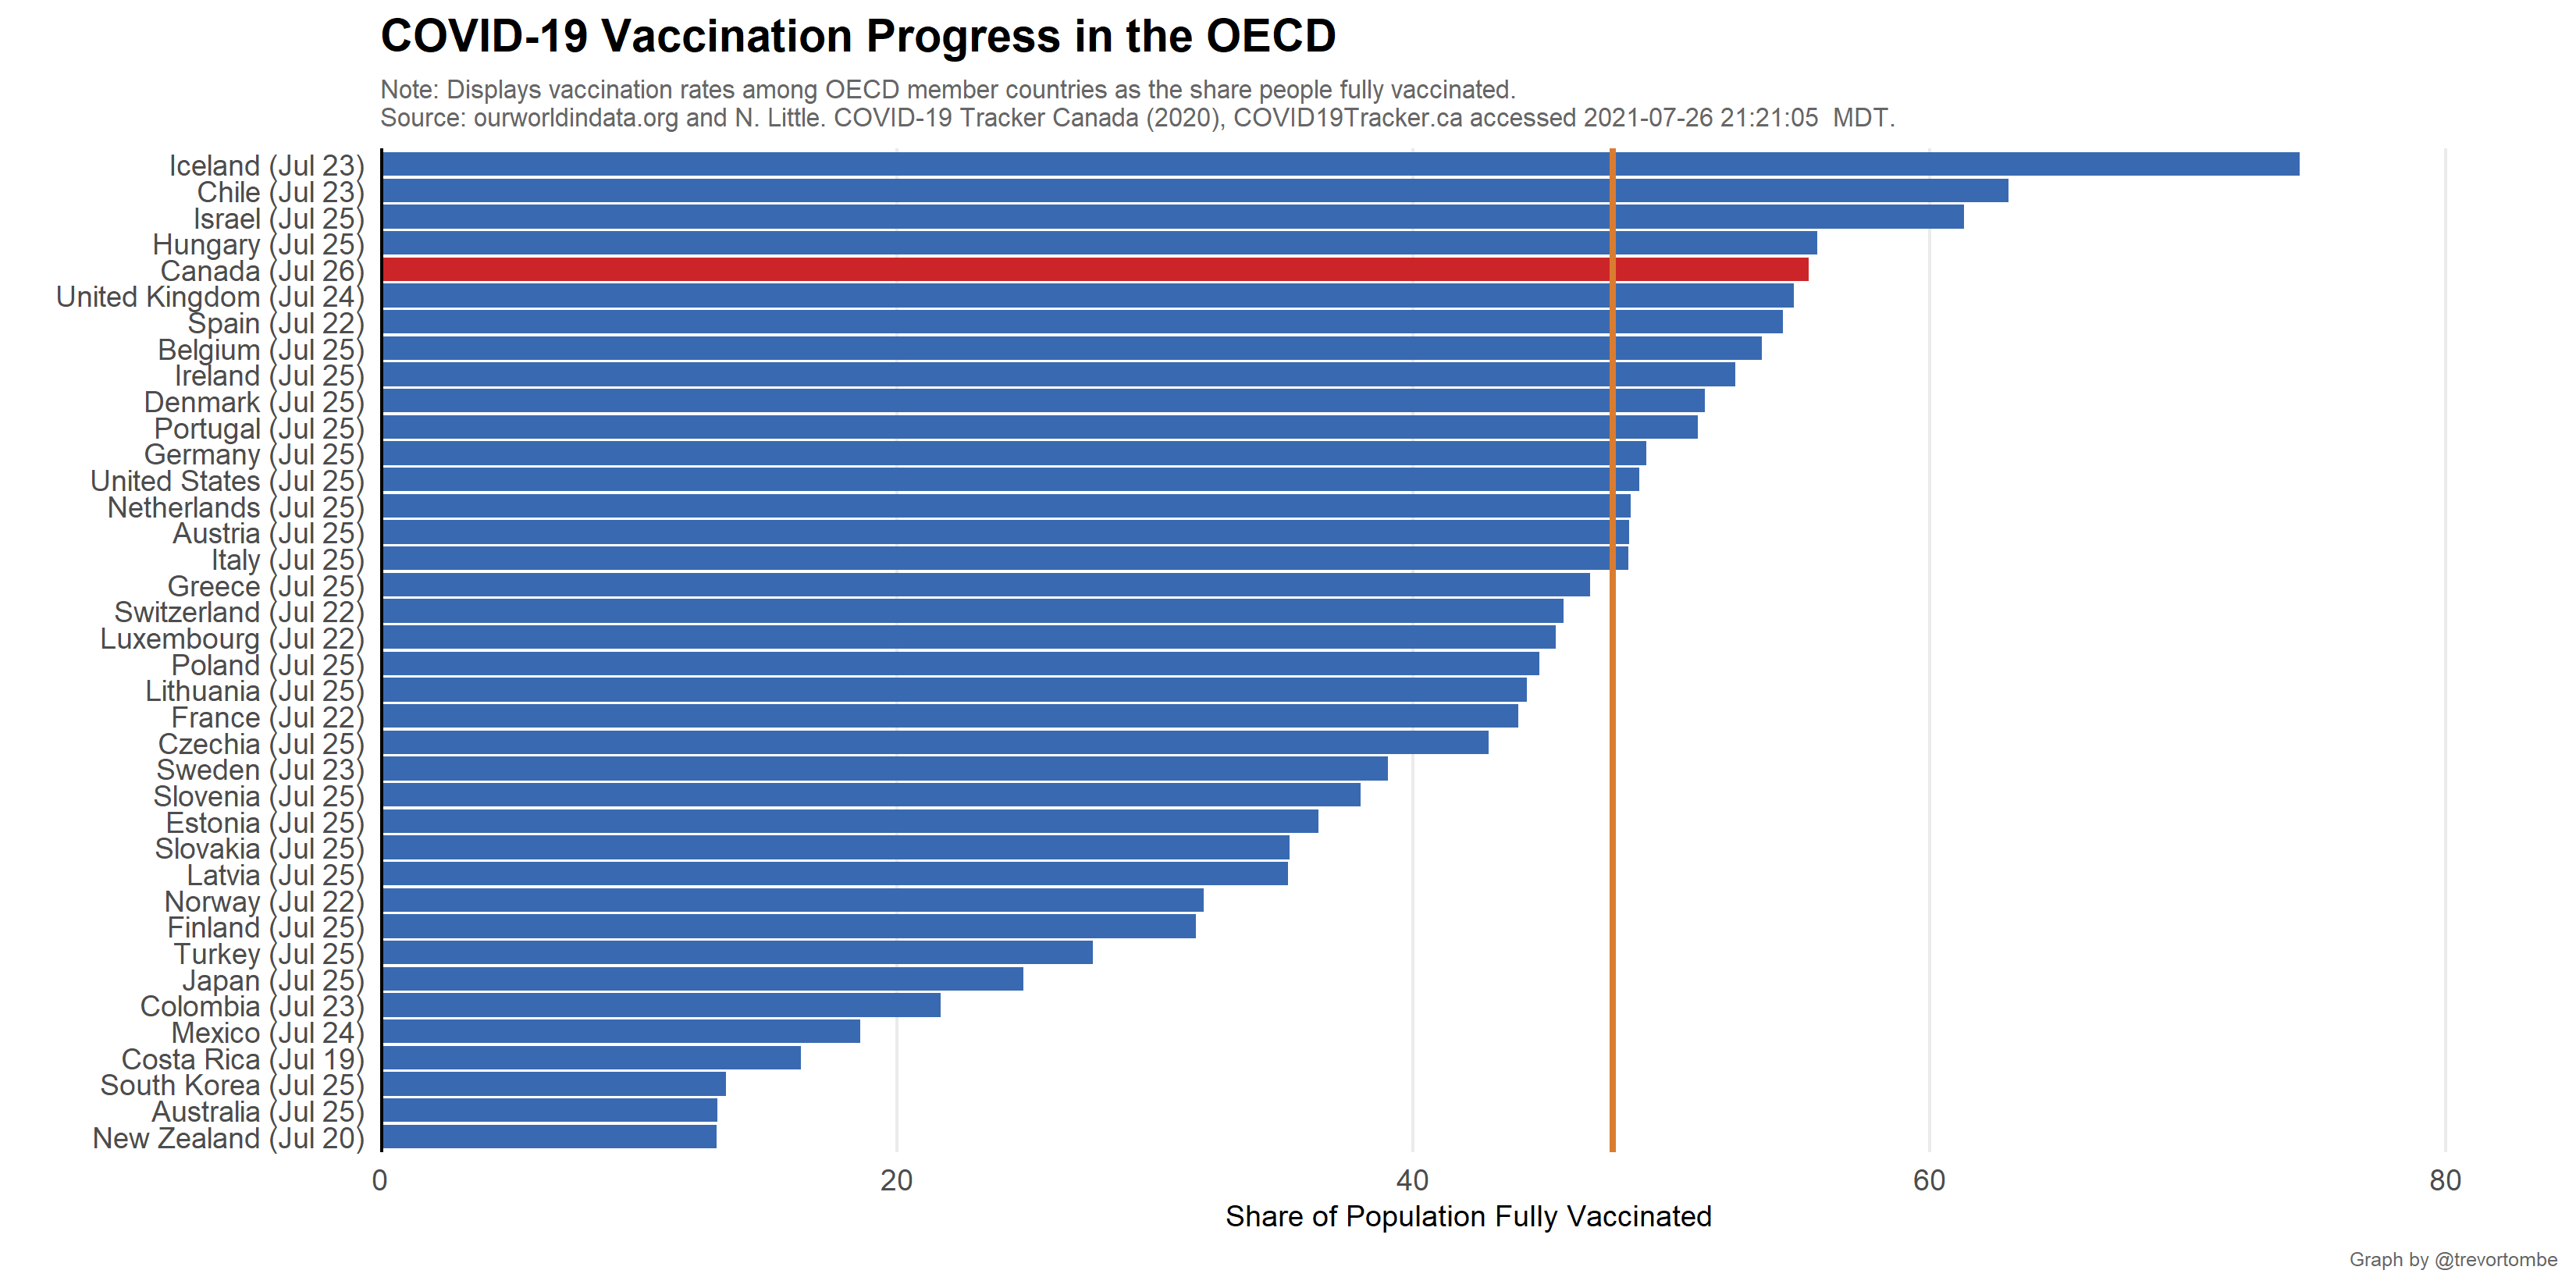 COVID-19 Vaccination Progress in the OECD
Note: Displays vaccination rates among OECD member countries as the share people fully vaccinated.
Source: ourworldindata.org and N. Little. COVID-19 Tracker Canada (2020), COVID19Tracker.ca accessed 2021-07-26 21:21:05  MDT.
Iceland (Jul 23)
Chile (Jul 23)
Israel (Jul 25)
Hungary (Jul 25)
Canada (Jul 26)
United Kingdom (Jul 24)
Spain (Jul 22)
Belgium (Jul 25)
Ireland (Jul 25)
Denmark (Jul 25)
Portugal (Jul 25)
Germany (Jul 25)
United States (Jul 25)
Netherlands (Jul 25)
Austria (Jul 25)
Italy (Jul 25)
Greece (Jul 25)
Switzerland (Jul 22)
Luxembourg (Jul 22)
Poland (Jul 25)
Lithuania (Jul 25)
France (Jul 22)
Czechia (Jul 25)
Sweden (Jul 23)
Slovenia (Jul 25)
Estonia (Jul 25)
Slovakia (Jul 25)
Latvia (Jul 25)
Norway (Jul 22)
Finland (Jul 25)
Turkey (Jul 25)
Japan (Jul 25)
Colombia (Jul 23)
Mexico (Jul 24)
Costa Rica (Jul 19)
South Korea (Jul 25)
Australia (Jul 25)
New Zealand (Jul 20)
0 20 40 60 80
Share of Population Fully Vaccinated
Graph by @trevortombe